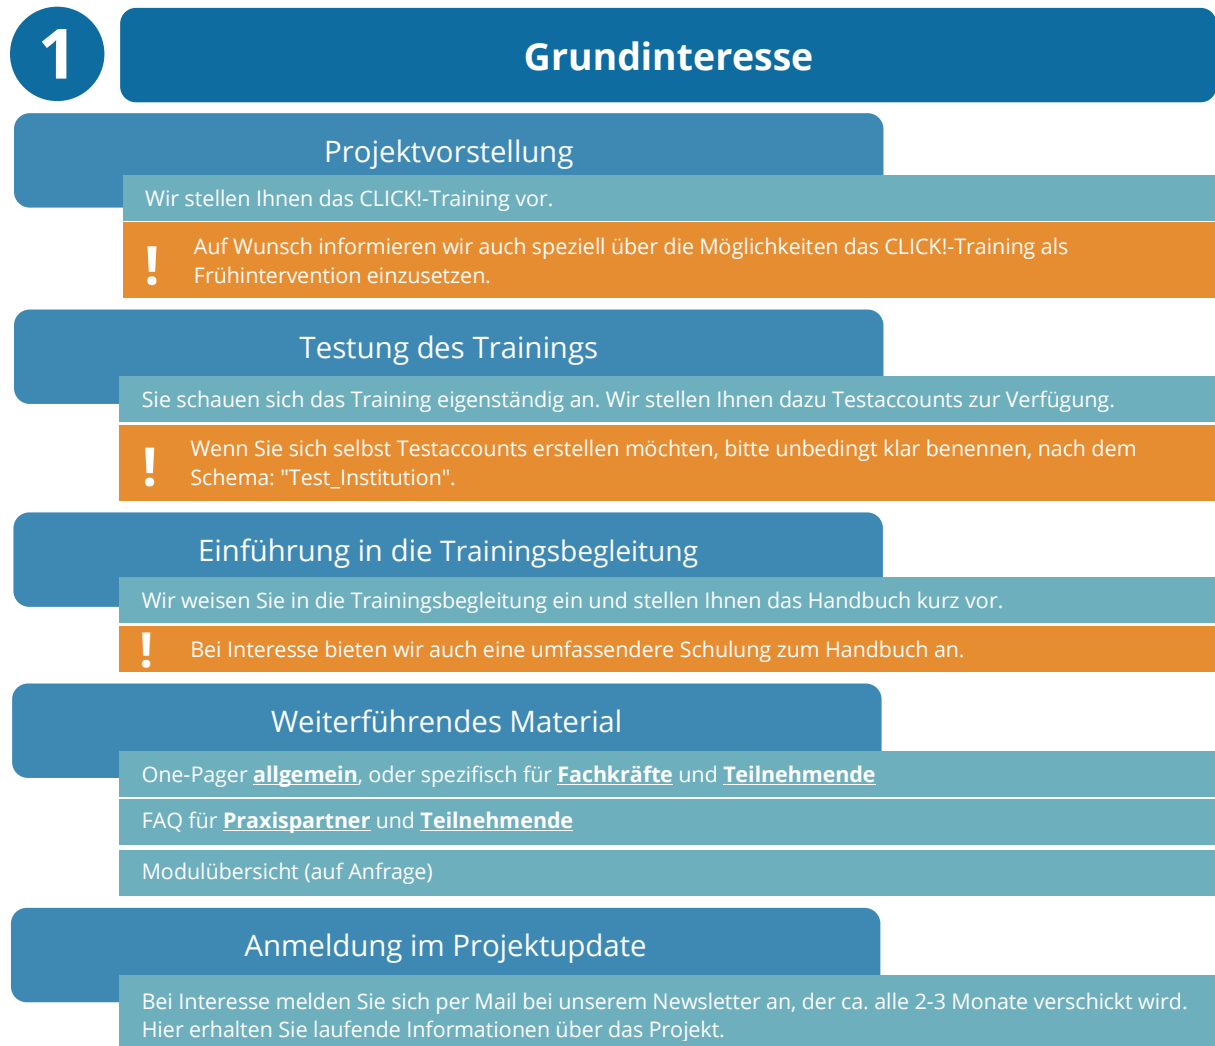 1
Grundinteresse
Projektvorstellung
Wir stellen Ihnen das CLICK!-Training vor.
!
Auf Wunsch informieren wir auch speziell über die Möglichkeiten das CLICK!-Training als
Frühintervention einzusetzen.
Testung des Trainings
Sie schauen sich das Training eigenständig an. Wir stellen Ihnen dazu Testaccounts zur Verfügung.
!
Wenn Sie sich selbst Testaccounts erstellen möchten, bitte unbedingt klar benennen, nach dem
Schema: "Test_Institution".
Einführung in die Trainingsbegleitung
Wir weisen Sie in die Trainingsbegleitung ein und stellen Ihnen das Handbuch kurz vor.
!
Bei Interesse bieten wir auch eine umfassendere Schulung zum Handbuch an.
Weiterführendes Material
One-Pager allgemein, oder spezifisch für Fachkräfte und Teilnehmende
FAQ für Praxispartner und Teilnehmende
Modulübersicht (auf Anfrage)
Anmeldung im Projektupdate
Bei Interesse melden Sie sich per Mail bei unserem Newsletter an, der ca. alle 2-3 Monate verschickt wird.
Hier erhalten Sie laufende Informationen über das Projekt.